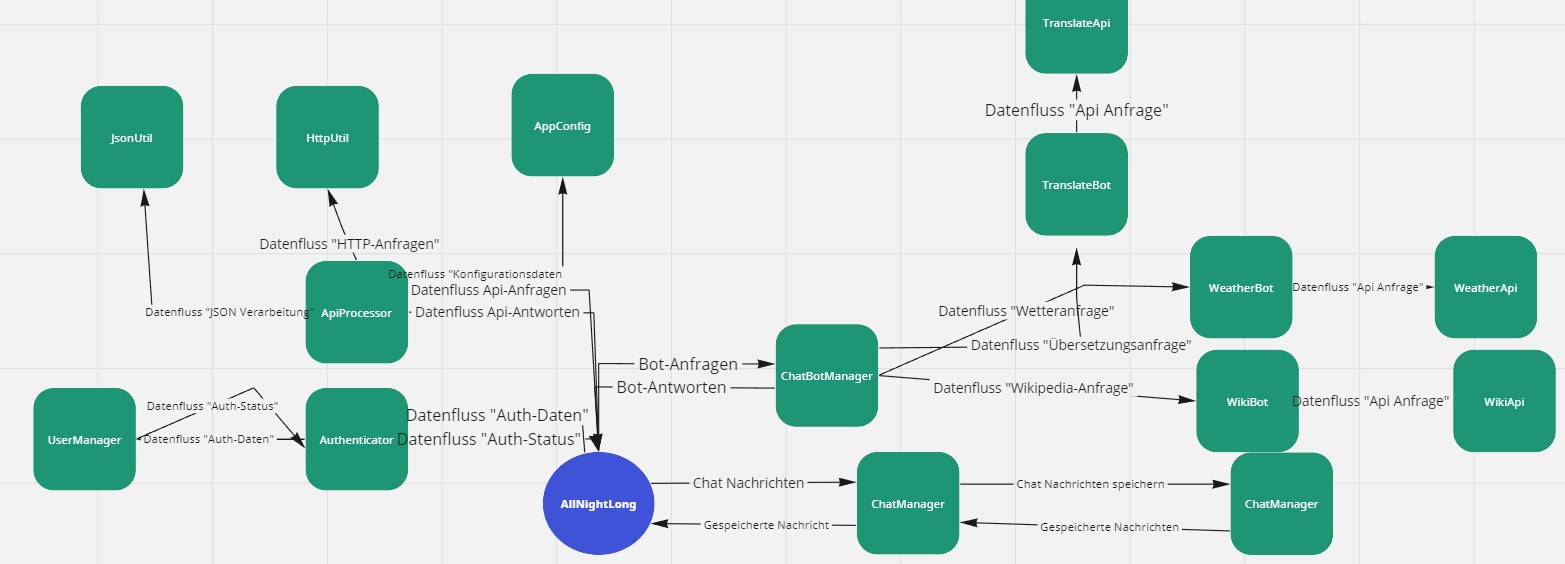 TranslateApi
Datenfluss "Api Anfrage"
AppConfig
JsonUtil
HttpUtil
TranslateBot
Datenfluss "HTTP-Anfragen"
Datenfluss "Konfigurationsdaten
Datenfluss Api-Anfragen
WeatherBot
Datenfluss "Api Anfrage"
WeatherApi
Datenfluss "JSON Verarbeitung"
ApiProcessor
Datenfluss Api-Antworten
Datenfluss "Wetteranfrage"
Datenfluss "Übersetzungsanfrage"
Bot-Anfragen
ChatBotManager
Bot-Antworten
Datenfluss "Wikipedia-Anfrage"
WikiBot
Datenfluss "Api Anfrage"
WikiApi
Datenfluss "Auth-Status"
Datenfluss "Auth-Daten"
UserManager
Datenfluss "Auth-Daten"
Authenticator
Datenfluss "Auth-Status"
Chat Nachrichten
Chat Nachrichten speichern
AllNightLong
ChatManager
ChatManager
Gespeicherte Nachricht
Gespeicherte Nachrichten